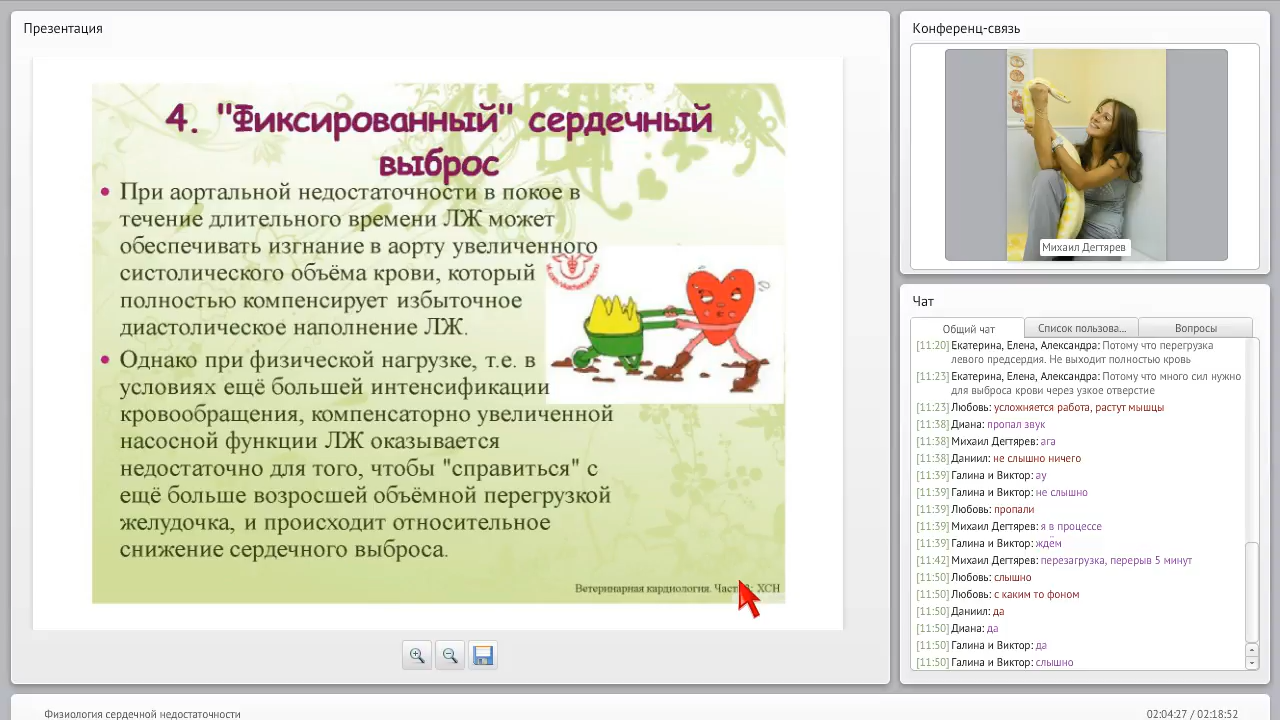 Презентация
4. "Фиксированный" сердечный
выброс
При аортальной недостаточности в покое в
течение длительного времени ЛЖ может
обеспечивать изгнание в аорту увеличенного
систолического объёма крови, который
полностью компенсирует избыточное
диастолическое наполнение ЛЖ.
Однако при физической нагрузке, т.е. в
условиях ещё большей интенсификации
кровообращения, компенсаторно увеличенной
насосной функции ЛЖ оказывается
недостаточно для того, чтобы "справиться" с
ещё больше возросшей объёмной перегрузкой
желудочка, и происходит относительное
снижение сердечного выброса.
Ветеринарная кардиология. ХСН
Физиология сердечной недостаточности
Конференц-связь
Михаил Дегтярев
Чат
Общий чат
Список пользова...
Вопросы
[11:20] Екатерина, Елена, Александра: Потому что перегрузка
левого предсердия. Не выходит полностью кровь
[11:23] Екатерина, Елена, Александра: Потому что много сил нужно
для выброса крови через узкое отверстие
[11:23] Любовь: усложняется работа, растут мышцы
[11:38] Диана: пропал звук
[11:38] Михаил Дегтярев: ага
[11:38] Даниил: не слышно ничего
[11:39] Галина и Виктор: ау
[11:39] Галина и Виктор: не слышно
[11:39] Любовь: пропали
[11:39] Михаил Дегтярев: я в процессе
[11:39] Галина и Виктор: ждём
[11:42] Михаил Дегтярев: перезагрузка, перерыв 5 минут
[11:50] Любовь: слышно
[11:50] Любовь: с каким то фоном
[11:50] Даниил: да
[11:50] Диана: да
[11:50] Галина и Виктор: да
[11:50] Галина и Виктор: слышно
02:04:27 / 02:18:52